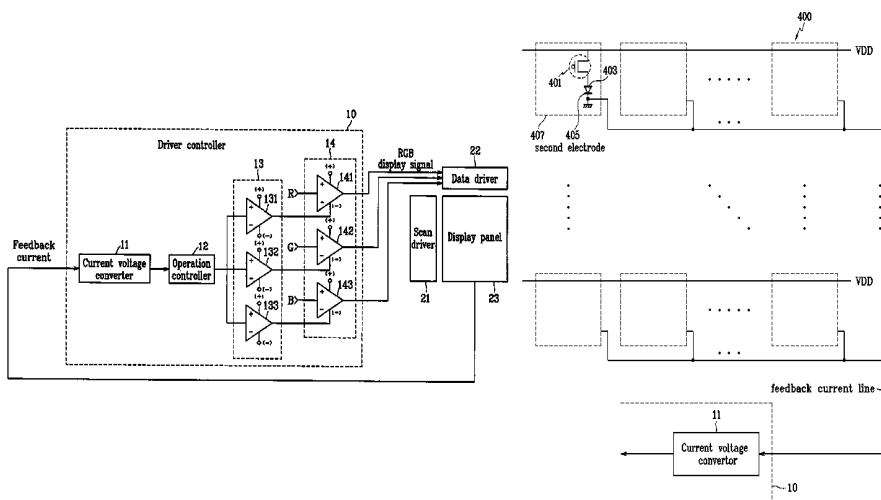 10
Driver controller
13
14
(+)
(+)
131
R
141
(-)
(-)
(+)
(+)
132
G
142
(-)
(-)
(+)
(+)
133
B
143
(-)
(-)
Feedback
current
11
Current voltage
converter
12
Operation
controller
RGB
display signal
22
Data driver
Scan
driver
21
Display panel
23
400
VDD
401
403
405
407
second electrode
VDD
feedback current line
11
Current voltage
convertor
10